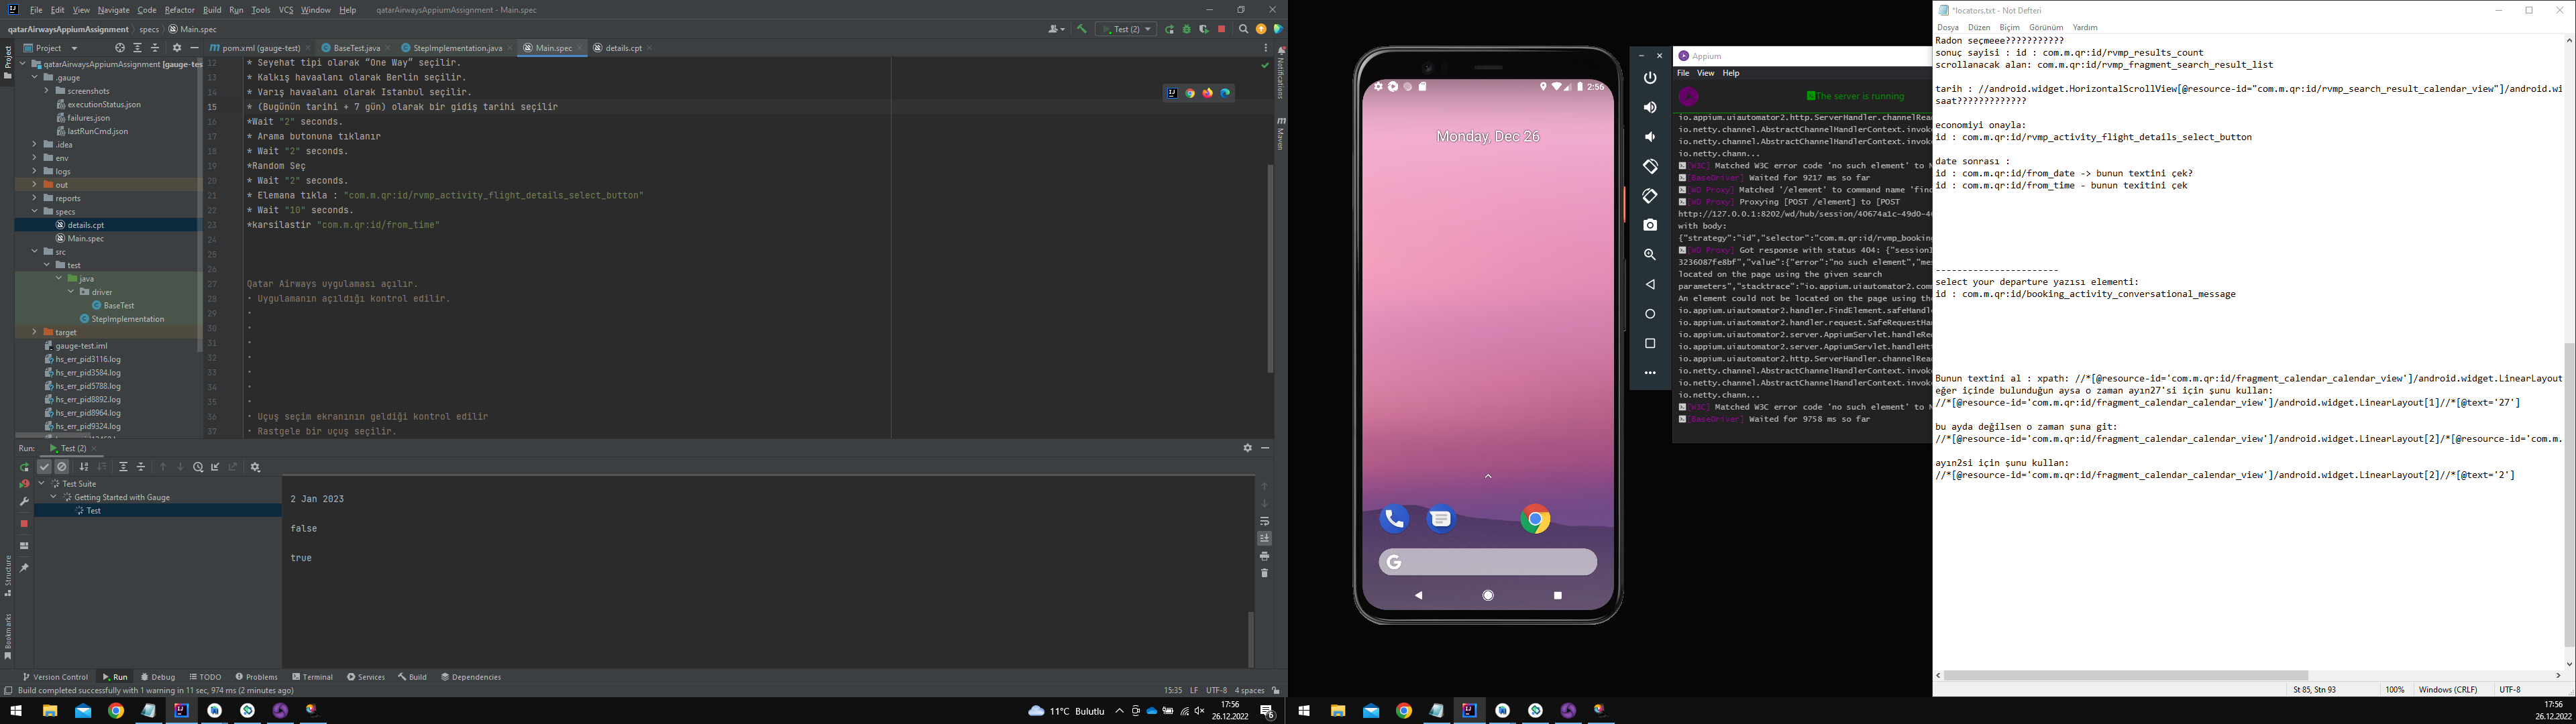 File Edit View Navigate Code Refactor Build Run Tools VCS Window Help qatarAirwaysAppiumAssignment - Main.spec
qatarAirwaysAppiumAssignment specs Main.spec
Test (2)
Project
pom.xml (gauge-test) BaseTest.java StepImplementation.java Main.spec details.cpt
qatarAirwaysAppiumAssignment [gauge-tes
.gauge
screenshots
executionStatus.json
failures.json
lastRunCmd.json
.idea
env
logs
out
reports
specs
details.cpt
Main.spec
src
test
java
driver
BaseTest
StepImplementation
target
gauge-test.iml
hs_err_pid3116.log
hs_err_pid3584.log
hs_err_pid5788.log
hs_err_pid8892.log
hs_err_pid8964.log
hs_err_pid9324.log
12 * Seyehat tipi olarak “One Way” seçilir.
13 * Kalkış havaalanı olarak Berlin seçilir.
14 * Varış havaalanı olarak Istanbul seçilir.
15 * (Bugünün tarihi + 7 gün) olarak bir gidiş tarihi seçilir
16 *Wait "2" seconds.
17 * Arama butonuna tıklanır
18 * Wait "2" seconds.
19 *Random Seç
20 * Wait "2" seconds.
21 * Elemana tıkla : "com.m.qr:id/rvmp_activity_flight_details_select_button"
22 * Wait "10" seconds.
23 *karsilastir "com.m.qr:id/from_time"
24
25
26
27 Qatar Airways uygulaması açılır.
28 • Uygulamanın açıldığı kontrol edilir.
29 •
30 •
31 •
32 •
33 •
34 •
35 •
36 • Uçuş seçim ekranının geldiği kontrol edilir
37 • Rastgele bir uçuş seçilir.
Notifications
Maven
Structure
Bookmarks
Run: Test (2)
Test Suite
Getting Started with Gauge
Test
2 Jan 2023
false
true
Version Control Run Debug TODO Problems Terminal Services Build Dependencies
Build completed successfully with 1 warning in 11 sec, 974 ms (2 minutes ago)
15:35 LF UTF-8 4 spaces
11°C Bulutlu
17:56
26.12.2022
2:56
Monday, Dec 26
Appium
File View Help
The server is running
io.appium.uiautomator2.http.ServerHandler.channelRead
io.netty.channel.AbstractChannelHandlerContext.invoke
io.netty.channel.AbstractChannelHandlerContext.invoke
io.netty.chann...
[W3C] Matched W3C error code 'no such element' to N
[BaseDriver] Waited for 9217 ms so far
[WD Proxy] Matched '/element' to command name 'find
[WD Proxy] Proxying [POST /element] to [POST
http://127.0.0.1:8202/wd/hub/session/40674a1c-49d0-4
with body:
{"strategy":"id","selector":"com.m.qr:id/rvmp_booking
[WD Proxy] Got response with status 404: {"sessionI
3236087fe8bf","value":{"error":"no such element","mes
located on the page using the given search
parameters","stacktrace":"io.appium.uiautomator2.comm
An element could not be located on the page using the
io.appium.uiautomator2.handler.FindElement.safeHandle
io.appium.uiautomator2.handler.request.SafeRequestHan
io.appium.uiautomator2.server.AppiumServlet.handleReq
io.appium.uiautomator2.server.AppiumServlet.handleHtt
io.appium.uiautomator2.http.ServerHandler.channelRead
io.netty.channel.AbstractChannelHandlerContext.invoke
io.netty.channel.AbstractChannelHandlerContext.invoke
io.netty.chann...
[W3C] Matched W3C error code 'no such element' to N
[BaseDriver] Waited for 9758 ms so far
*locators.txt - Not Defteri
Dosya Düzen Biçim Görünüm Yardım
Radon seçmeee???????????
sonuç sayisi : id : com.m.qr:id/rvmp_results_count
scrollanacak alan: com.m.qr:id/rvmp_fragment_search_result_list
tarih : //android.widget.HorizontalScrollView[@resource-id="com.m.qr:id/rvmp_search_result_calendar_view"]/android.wi
saat?????????????
economiyi onayla:
id : com.m.qr:id/rvmp_activity_flight_details_select_button
date sonrası :
id : com.m.qr:id/from_date -> bunun textini çek?
id : com.m.qr:id/from_time - bunun texitini çek
-----------------------
select your departure yazısı elementi:
id : com.m.qr:id/booking_activity_conversational_message
Bunun textini al : xpath: //*[@resource-id='com.m.qr:id/fragment_calendar_calendar_view']/android.widget.LinearLayout
eğer içinde bulunduğun aysa o zaman ayın27'si için şunu kullan:
//*[@resource-id='com.m.qr:id/fragment_calendar_calendar_view']/android.widget.LinearLayout[1]//*[@text='27']
bu ayda değilsen o zaman şuna git:
//*[@resource-id='com.m.qr:id/fragment_calendar_calendar_view']/android.widget.LinearLayout[2]/*[@resource-id='com.m.
ayın2si için şunu kullan:
//*[@resource-id='com.m.qr:id/fragment_calendar_calendar_view']/android.widget.LinearLayout[2]//*[@text='2']
St 85, Stn 93 100% Windows (CRLF) UTF-8
17:56
26.12.2022